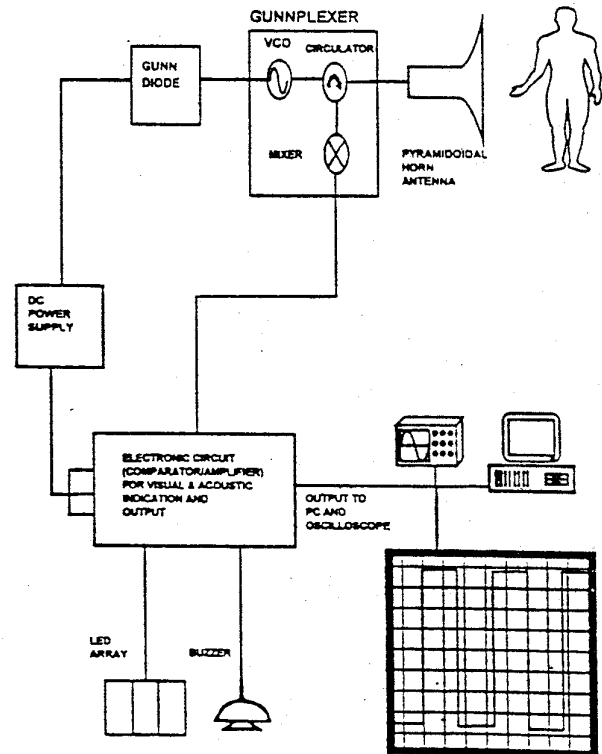 GUNNPLEXER
VCO
CIRCULATOR
GUNN
DIODE
MIXER
PYRAMIDOIDAL
HORN
ANTENNA
DC
POWER
SUPPLY
ELECTRONIC CIRCUIT
(COMPARATOR/AMPLIFIER)
FOR VISUAL & ACOUSTIC
INDICATION AND
OUTPUT
OUTPUT TO
PC AND
OSCILLOSCOPE
LED
ARRAY
BUZZER